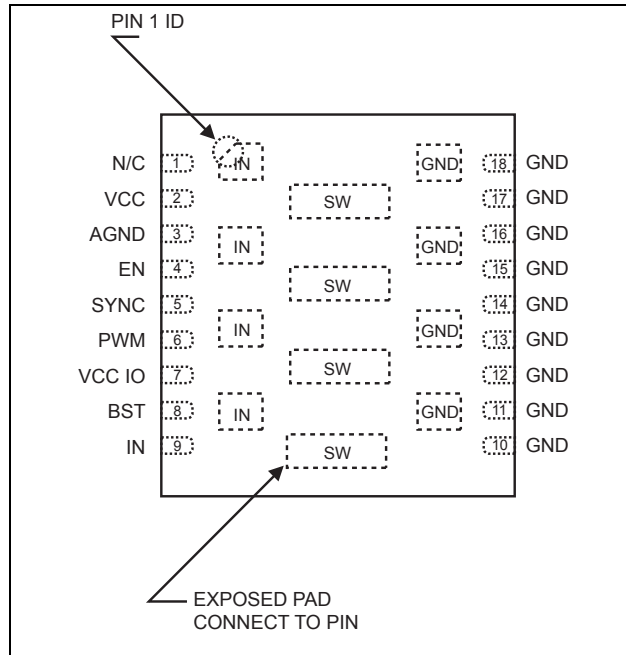 PIN 1 ID
N/C 1 IN GND 18 GND
VCC 2 SW 17 GND
AGND 3 IN GND 16 GND
EN 4 SW 15 GND
SYNC 5 14 GND
PWM 6 IN GND 13 GND
VCC IO 7 SW 12 GND
BST 8 IN GND 11 GND
IN 9 SW 10 GND
EXPOSED PAD
CONNECT TO PIN